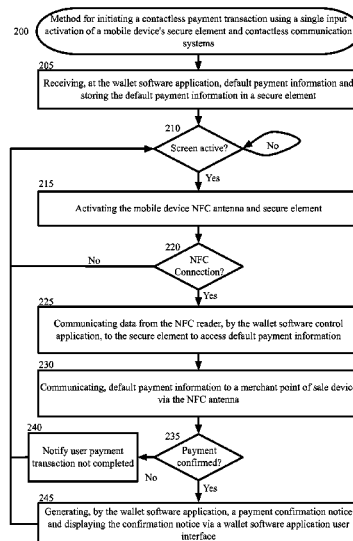 200
Method for initiating a contactless payment transaction using a single input
activation of a mobile device's secure element and contactless communication
systems
205
Receiving, at the wallet software application, default payment information and
storing the default payment information in a secure element
210
Screen active?
No
Yes
215
Activating the mobile device NFC antenna and secure element
220
NFC
Connection?
No
Yes
225
Communicating data from the NFC reader, by the wallet software control
application, to the secure element to access default payment information
230
Communicating, default payment information to a merchant point of sale device
via the NFC antenna
240
Notify user payment
transaction not completed
235
Payment
confirmed?
No
Yes
245
Generating, by the wallet software application, a payment confirmation notice
and displaying the confirmation notice via a wallet software application user
interface